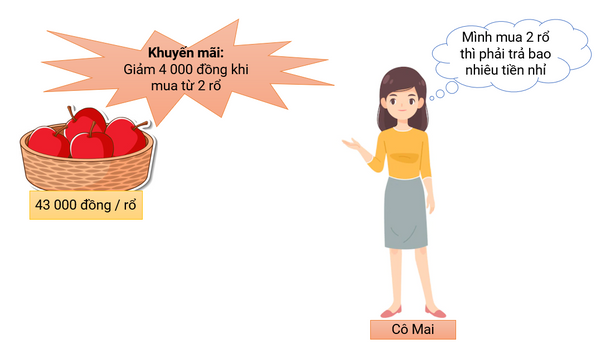 Khuyến mãi:
Giảm 4 000 đồng khi
mua từ 2 rổ
43 000 đồng / rổ
Mình mua 2 rổ
thì phải trả bao
nhiêu tiền nhỉ
Cô Mai